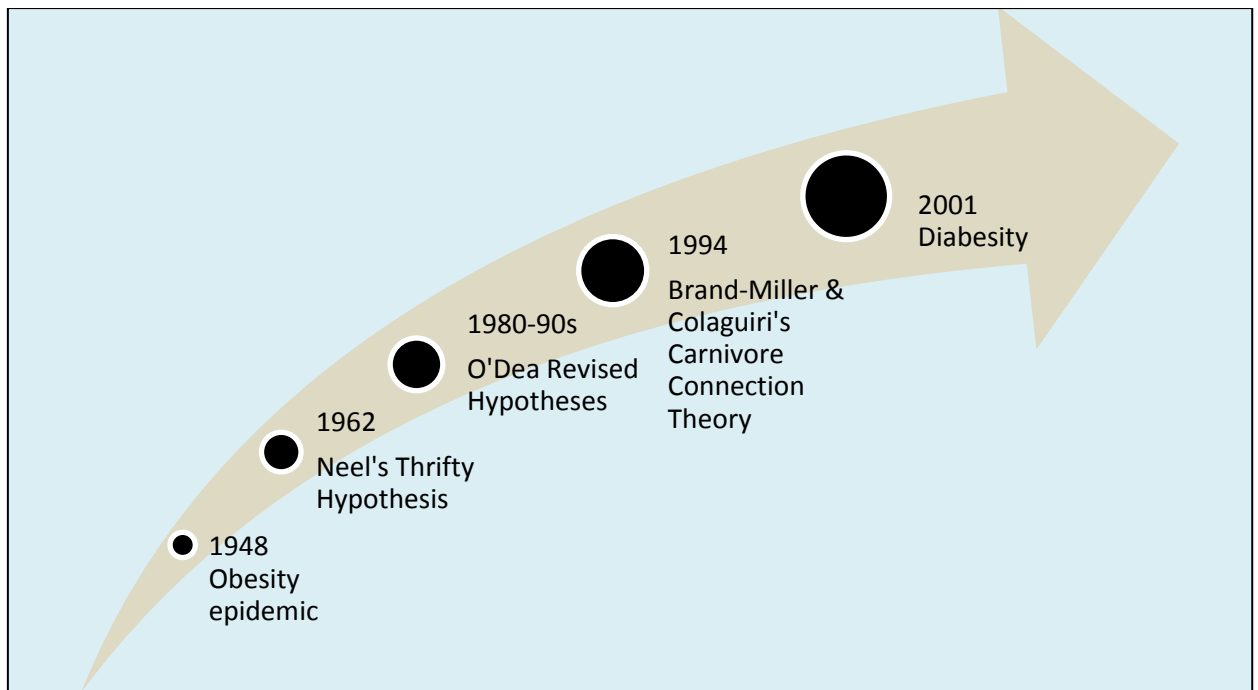 1948
Obesity
epidemic
1962
Neel's Thrifty
Hypothesis
1980-90s
O'Dea Revised
Hypotheses
1994
Brand-Miller &
Colaguiri's
Carnivore
Connection
Theory
2001
Diabesity